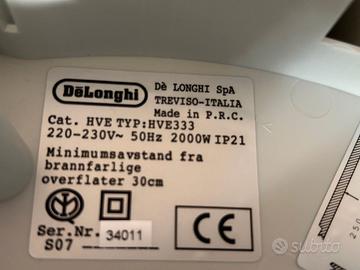 DeLonghi
Dè LONGHI SpA
TREVISO-ITALIA
Made in P.R.C.
Cat. HVE TYP:HVE333
220-230V~ 50Hz 2000W IP21
Minimumsavstand fra
brannfarlige
overflater 30cm
CE
Ser.Nr. 34011
S07
subito